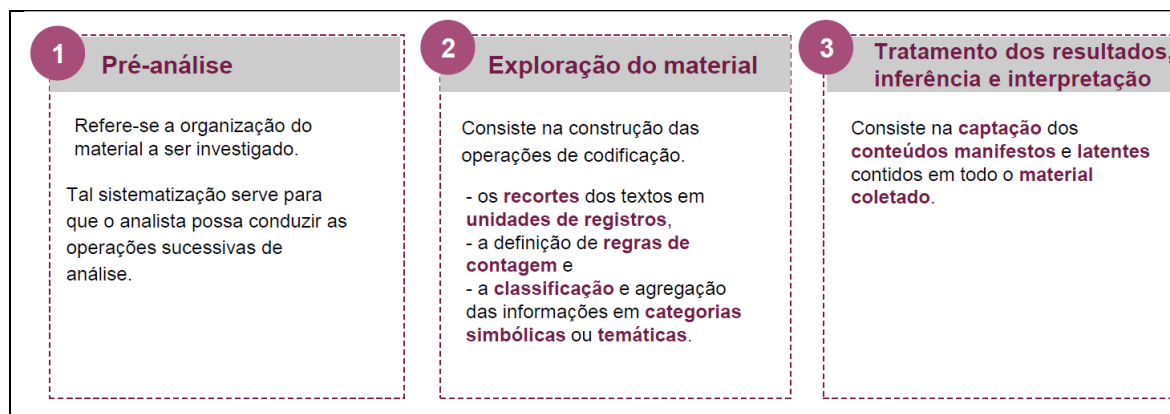 1
Pré-análise
Refere-se a organização do
material a ser investigado.
Tal sistematização serve para
que o analista possa conduzir as
operações sucessivas de
análise.
2
Exploração do material
Consiste na construção das
operações de codificação.
- os recortes dos textos em
unidades de registros,
- a definição de regras de
contagem e
- a classificação e agregação
das informações em categorias
simbólicas ou temáticas.
3
Tratamento dos resultados,
inferência e interpretação
Consiste na captação dos
conteúdos manifestos e latentes
contidos em todo o material
coletado.